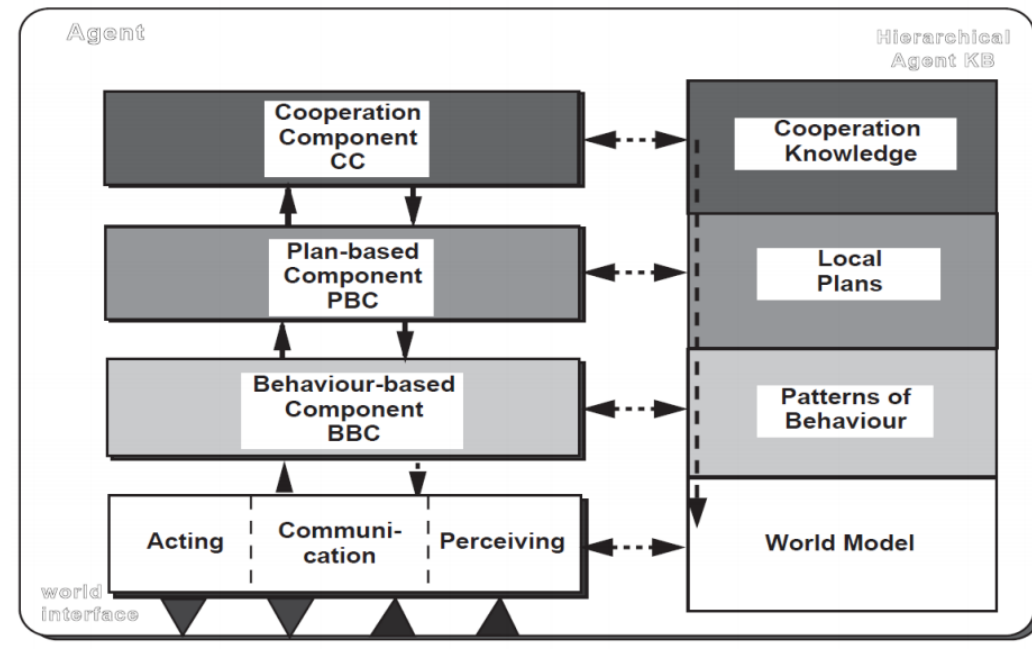 Agent
Hierarchical
Agent KB
Cooperation
Component
CC
Cooperation
Knowledge
Plan-based
Component
PBC
Local
Plans
Behaviour-based
Component
BBC
Patterns of
Behaviour
Acting
Communi-
cation
Perceiving
World Model
world
interface